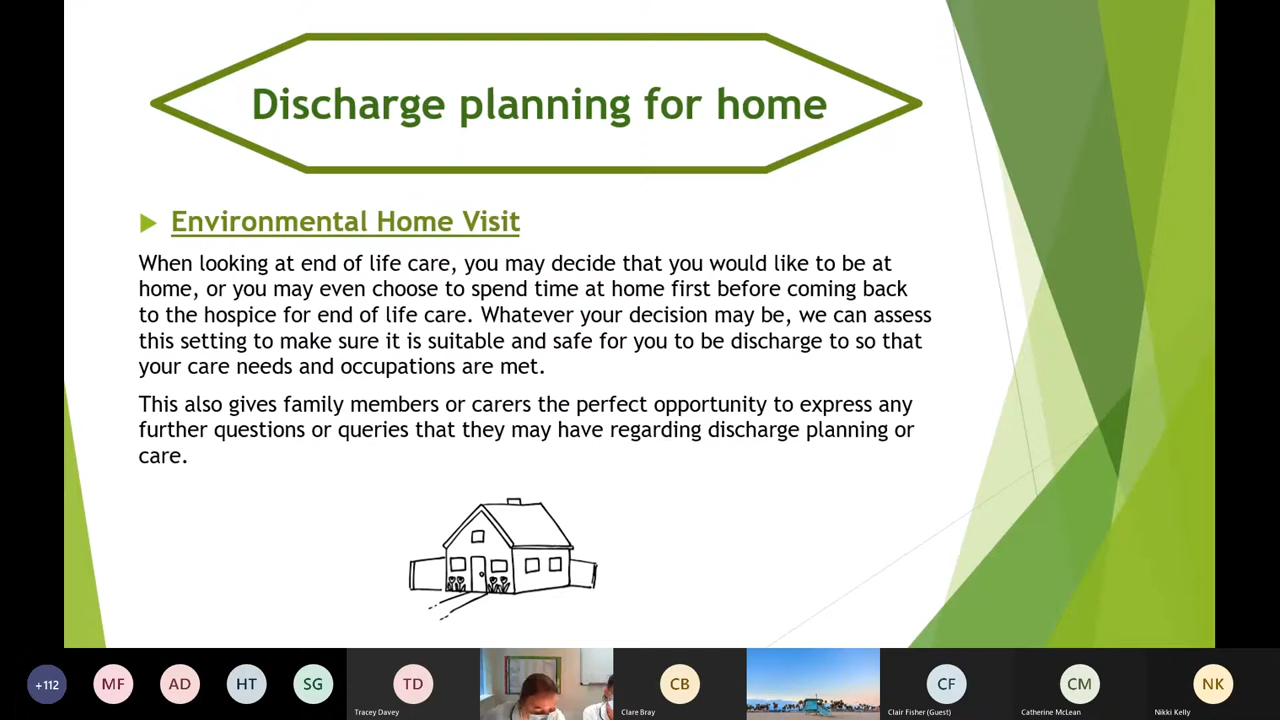 Discharge planning for home
Environmental Home Visit
When looking at end of life care, you may decide that you would like to be at
home, or you may even choose to spend time at home first before coming back
to the hospice for end of life care. Whatever your decision may be, we can assess
this setting to make sure it is suitable and safe for you to be discharge to so that
your care needs and occupations are met.
This also gives family members or carers the perfect opportunity to express any
further questions or queries that they may have regarding discharge planning or
care.
+112
MF
AD
HT
SG
TD
Tracey Davey
CB
Clare Bray
CF
Clair Fisher (Guest)
CM
Catherine McLean
NK
Nikki Kelly